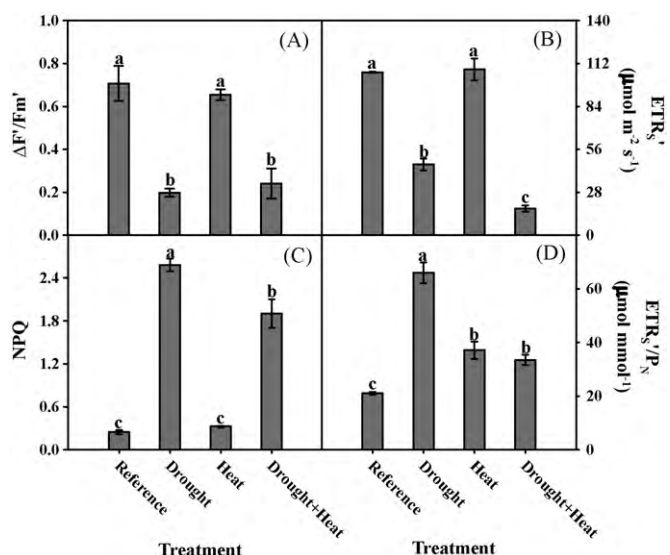 (A)
(B)
ΔF'/Fm'
1.0
0.8
0.6
0.4
0.2
0.0
a
b
a
b
a
b
a
c
140
112
84
56
28
0
ETRS'
(μmol m-2 s-1)
(C)
(D)
NPQ
2.4
1.8
1.2
0.6
0.0
c
a
c
b
c
a
b
b
60
40
20
0
ETRS'/PN
(μmol mmol-1)
Reference
Drought
Heat
Drought+Heat
Reference
Drought
Heat
Drought+Heat
Treatment
Treatment